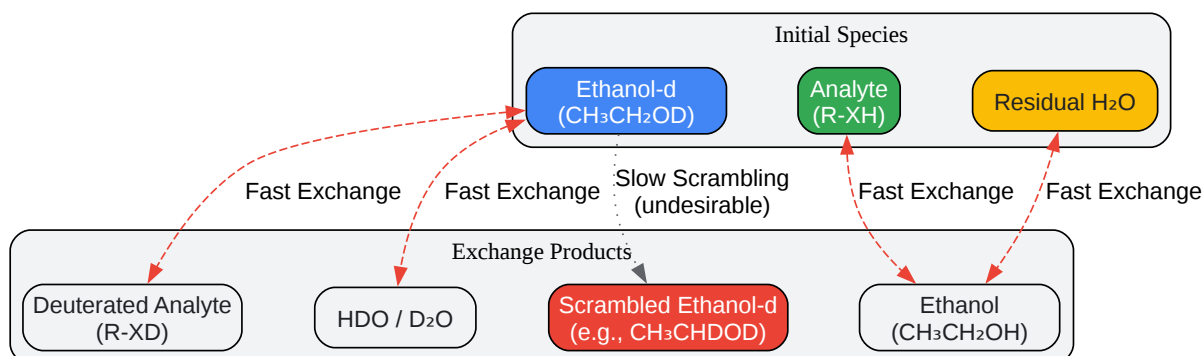 Initial Species
Ethanol-d
(CH₃CH₂OD)
Analyte
(R-XH)
Residual H₂O
Fast Exchange
Fast Exchange
Slow Scrambling
(undesirable)
Fast Exchange
Fast Exchange
Exchange Products
Deuterated Analyte
(R-XD)
HDO / D₂O
Scrambled Ethanol-d
(e.g., CH₃CHDOD)
Ethanol
(CH₃CH₂OH)